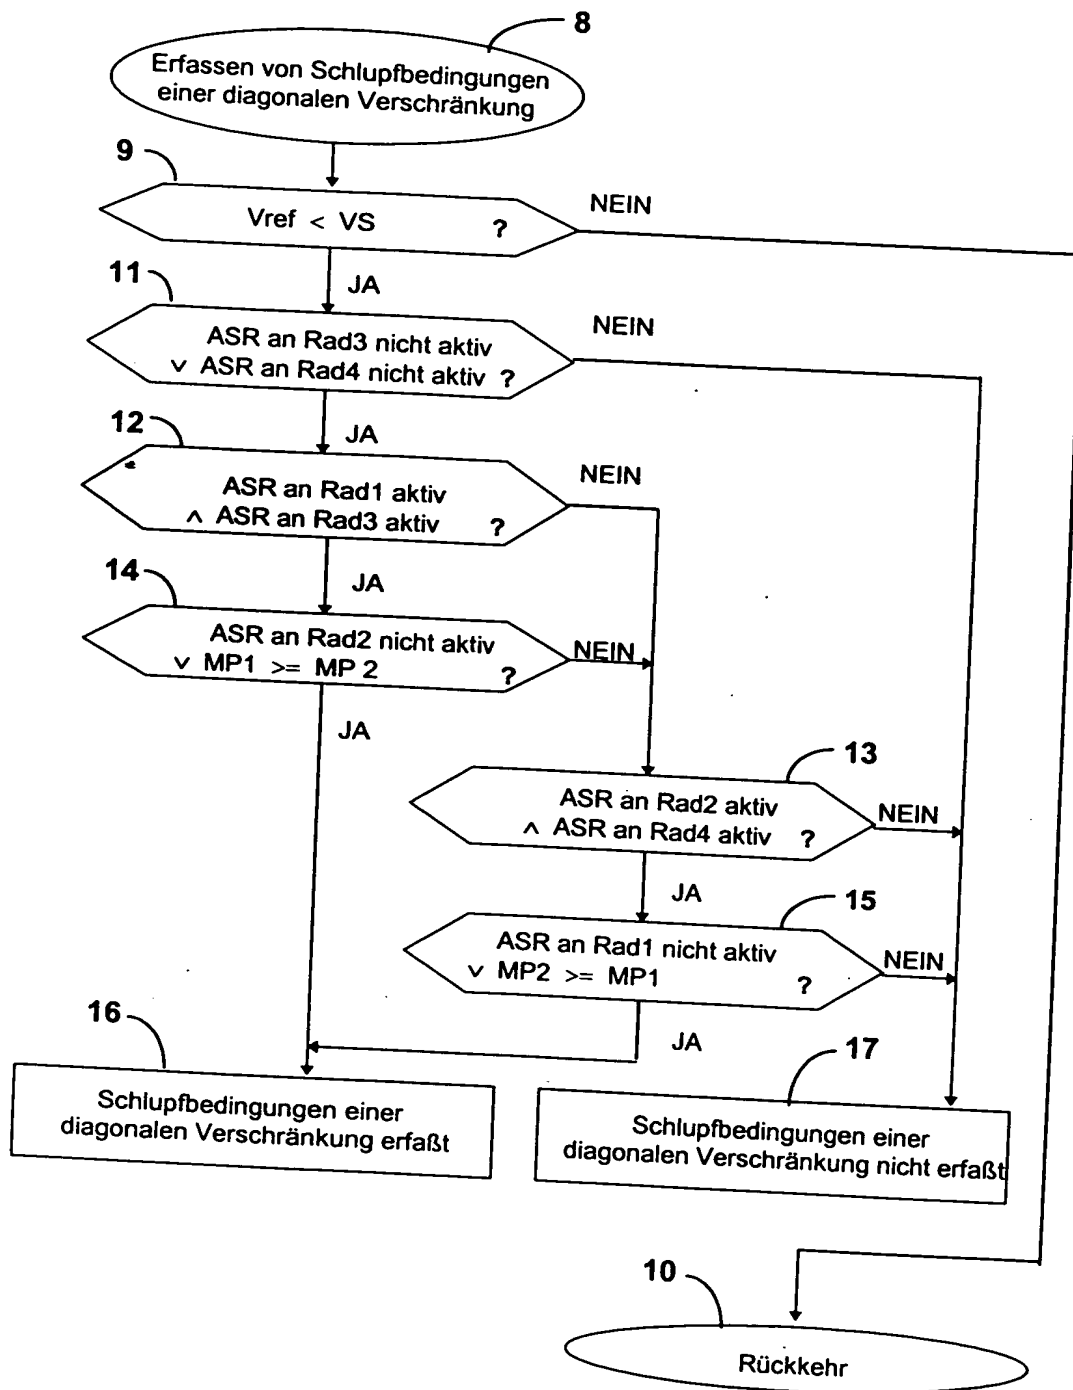 8
Erfassen von Schlupfbedingungen
einer diagonalen Verschränkung
9
Vref < VS ?
NEIN
JA
11
ASR an Rad3 nicht aktiv
∨ ASR an Rad4 nicht aktiv ?
NEIN
JA
12
ASR an Rad1 aktiv
∧ ASR an Rad3 aktiv ?
NEIN
JA
14
ASR an Rad2 nicht aktiv
∨ MP1 >= MP 2 ?
NEIN
JA
13
ASR an Rad2 aktiv
∧ ASR an Rad4 aktiv ?
NEIN
JA
15
ASR an Rad1 nicht aktiv
∨ MP2 >= MP1 ?
NEIN
JA
16
Schlupfbedingungen einer
diagonalen Verschränkung erfaßt
17
Schlupfbedingungen einer
diagonalen Verschränkung nicht erfaßt
10
Rückkehr